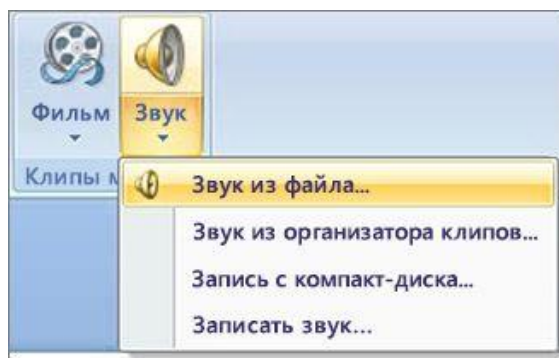 Фильм Звук
Клипы
Звук из файла...
Звук из организатора клипов...
Запись с компакт-диска...
Записать звук...